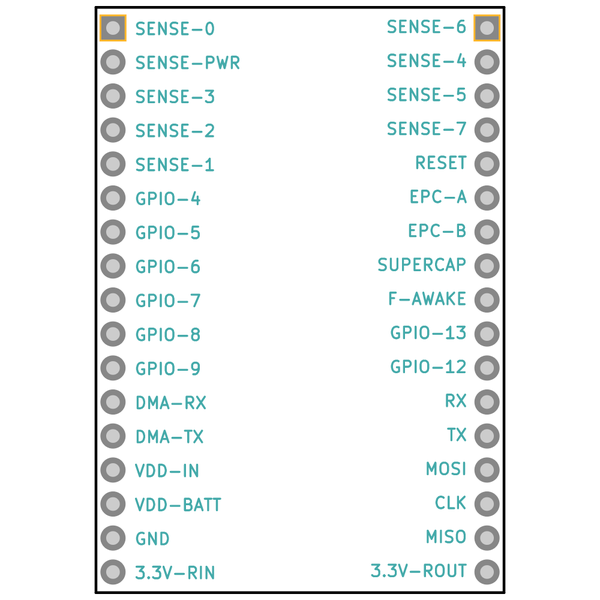 SENSE-0
SENSE-PWR
SENSE-3
SENSE-2
SENSE-1
GPIO-4
GPIO-5
GPIO-6
GPIO-7
GPIO-8
GPIO-9
DMA-RX
DMA-TX
VDD-IN
VDD-BATT
GND
3.3V-RIN
SENSE-6
SENSE-4
SENSE-5
SENSE-7
RESET
EPC-A
EPC-B
SUPERCAP
F-AWAKE
GPIO-13
GPIO-12
RX
TX
MOSI
CLK
MISO
3.3V-ROUT